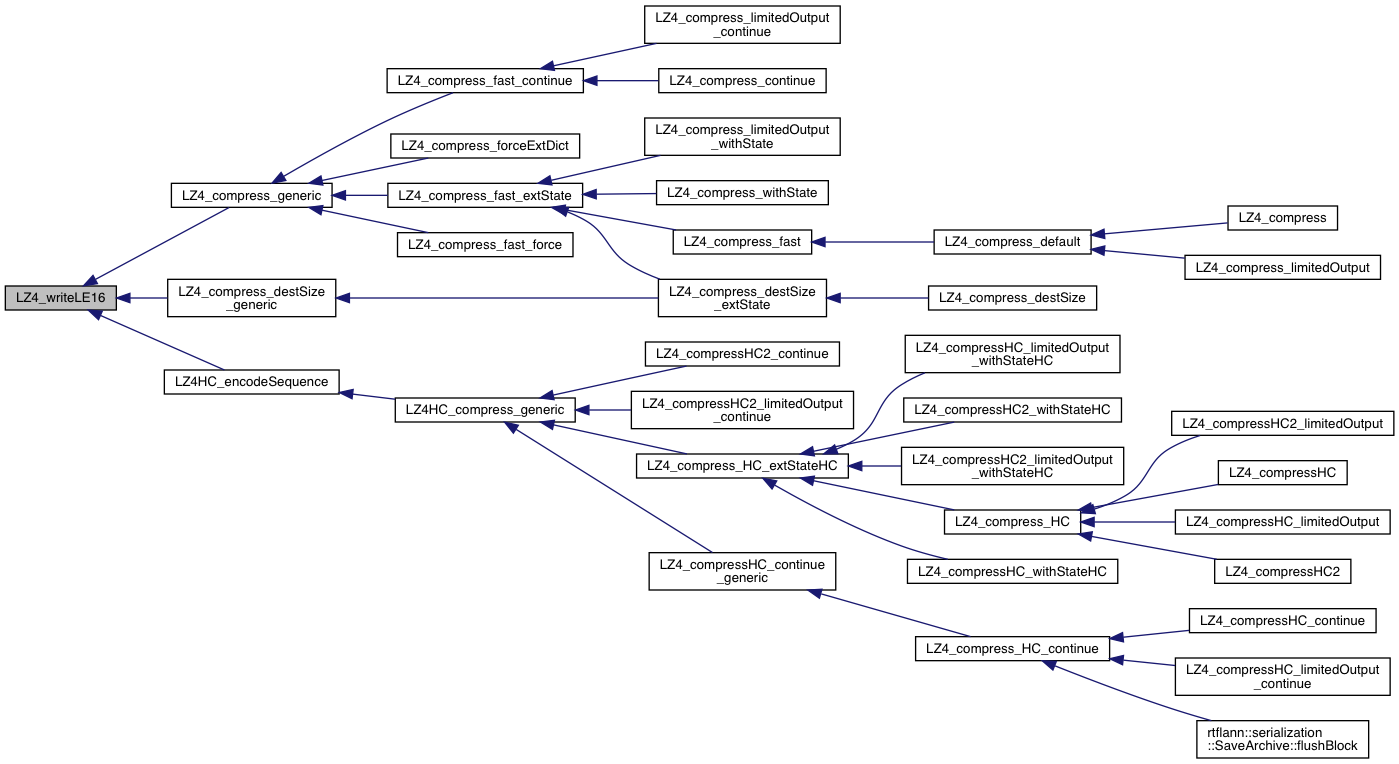 LZ4_compress_limitedOutput
_continue
LZ4_compress_fast_continue
LZ4_compress_continue
LZ4_compress_limitedOutput
_withState
LZ4_compress_forceExtDict
LZ4_compress_generic
LZ4_compress_fast_extState
LZ4_compress_withState
LZ4_compress
LZ4_compress_fast_force
LZ4_compress_fast
LZ4_compress_default
LZ4_compress_limitedOutput
LZ4_writeLE16
LZ4_compress_destSize
_generic
LZ4_compress_destSize
_extState
LZ4_compress_destSize
LZ4_compressHC2_continue
LZ4_compressHC_limitedOutput
_withStateHC
LZ4HC_encodeSequence
LZ4HC_compress_generic
LZ4_compressHC2_limitedOutput
_continue
LZ4_compressHC2_withStateHC
LZ4_compressHC2_limitedOutput
LZ4_compress_HC_extStateHC
LZ4_compressHC2_limitedOutput
_withStateHC
LZ4_compressHC
LZ4_compress_HC
LZ4_compressHC_limitedOutput
LZ4_compressHC_continue
_generic
LZ4_compressHC_withStateHC
LZ4_compressHC2
LZ4_compressHC_continue
LZ4_compress_HC_continue
LZ4_compressHC_limitedOutput
_continue
rtflann::serialization
::SaveArchive::flushBlock